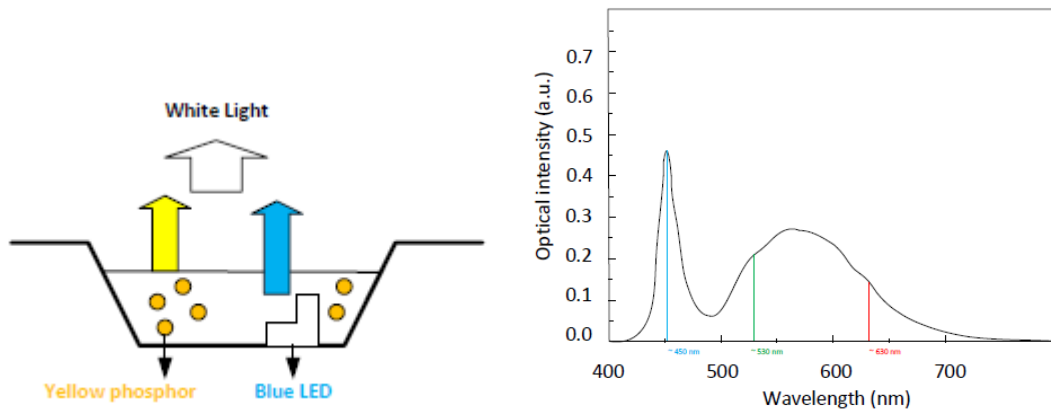 White Light
Yellow phosphor
Blue LED
Optical intensity (a.u.)
0.7
0.6
0.5
0.4
0.3
0.2
0.1
0.0
~ 450 nm
~ 530 nm
~ 630 nm
400
500
600
700
Wavelength (nm)